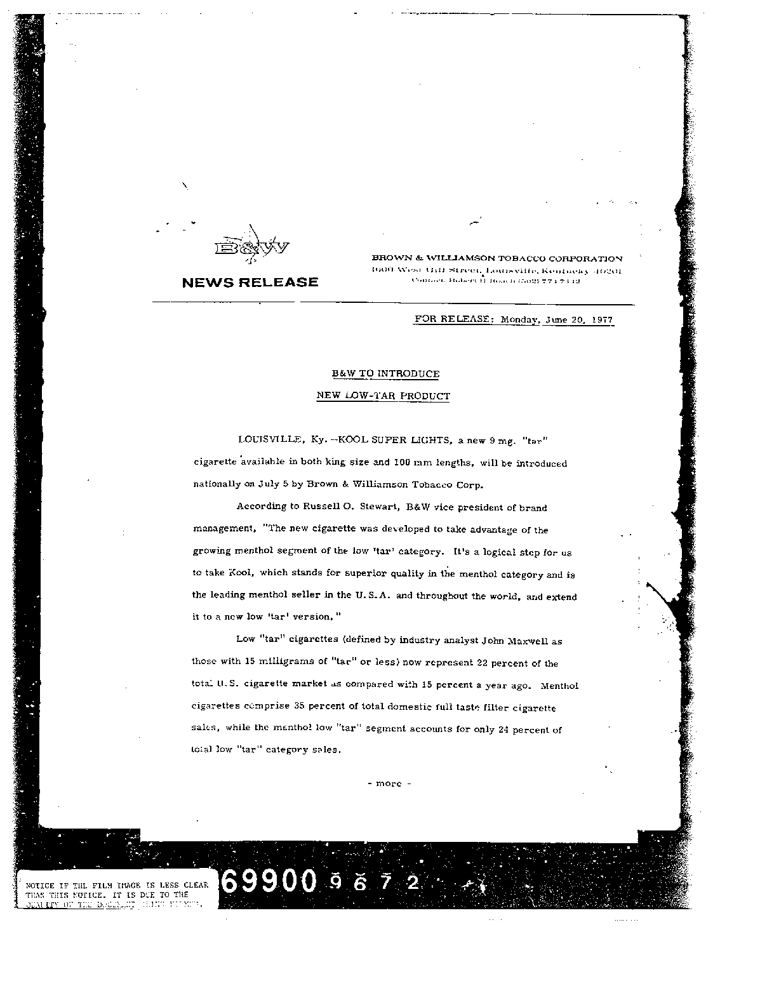 B&W
NEWS RELEASE
BROWN & WILLIAMSON TOBACCO CORPORATION
1600 West Hill Street, Louisville, Kentucky 40201
Contact:
FOR RELEASE: Monday, June 20, 1977
B&W TO INTRODUCE
NEW LOW-TAR PRODUCT
LOUISVILLE, Ky. --KOOL SUPER LIGHTS, a new 9 mg. "tar"
cigarette available in both king size and 100 mm lengths, will be introduced
nationally on July 5 by Brown & Williamson Tobacco Corp.
According to Russell O. Stewart, B&W vice president of brand
management, "The new cigarette was developed to take advantage of the
growing menthol segment of the low 'tar' category. It's a logical step for us
to take Kool, which stands for superior quality in the menthol category and is
the leading menthol seller in the U.S.A. and throughout the world, and extend
it to a new low 'tar' version."
Low "tar" cigarettes (defined by industry analyst John Maxwell as
those with 15 milligrams of "tar" or less) now represent 22 percent of the
total U.S. cigarette market as compared with 15 percent a year ago. Menthol
cigarettes comprise 35 percent of total domestic full taste filter cigarette
sales, while the menthol low "tar" segment accounts for only 24 percent of
total low "tar" category sales.
- more -
NOTICE IF THE FILM IMAGE IS LESS CLEAR
THAN THIS NOTICE, IT IS DUE TO THE
QUALITY OF THE
69900 9672